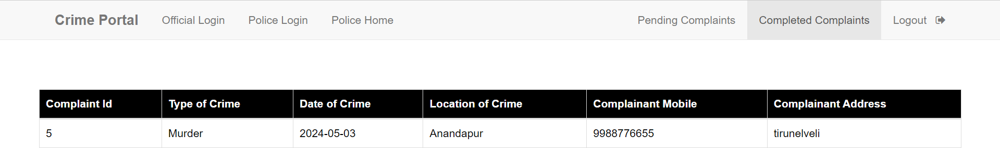 Crime Portal Official Login Police Login Police Home Pending Complaints Completed Complaints Logout
Complaint Id Type of Crime Date of Crime Location of Crime Complainant Mobile Complainant Address
5 Murder 2024-05-03 Anandapur 9988776655 tirunelveli